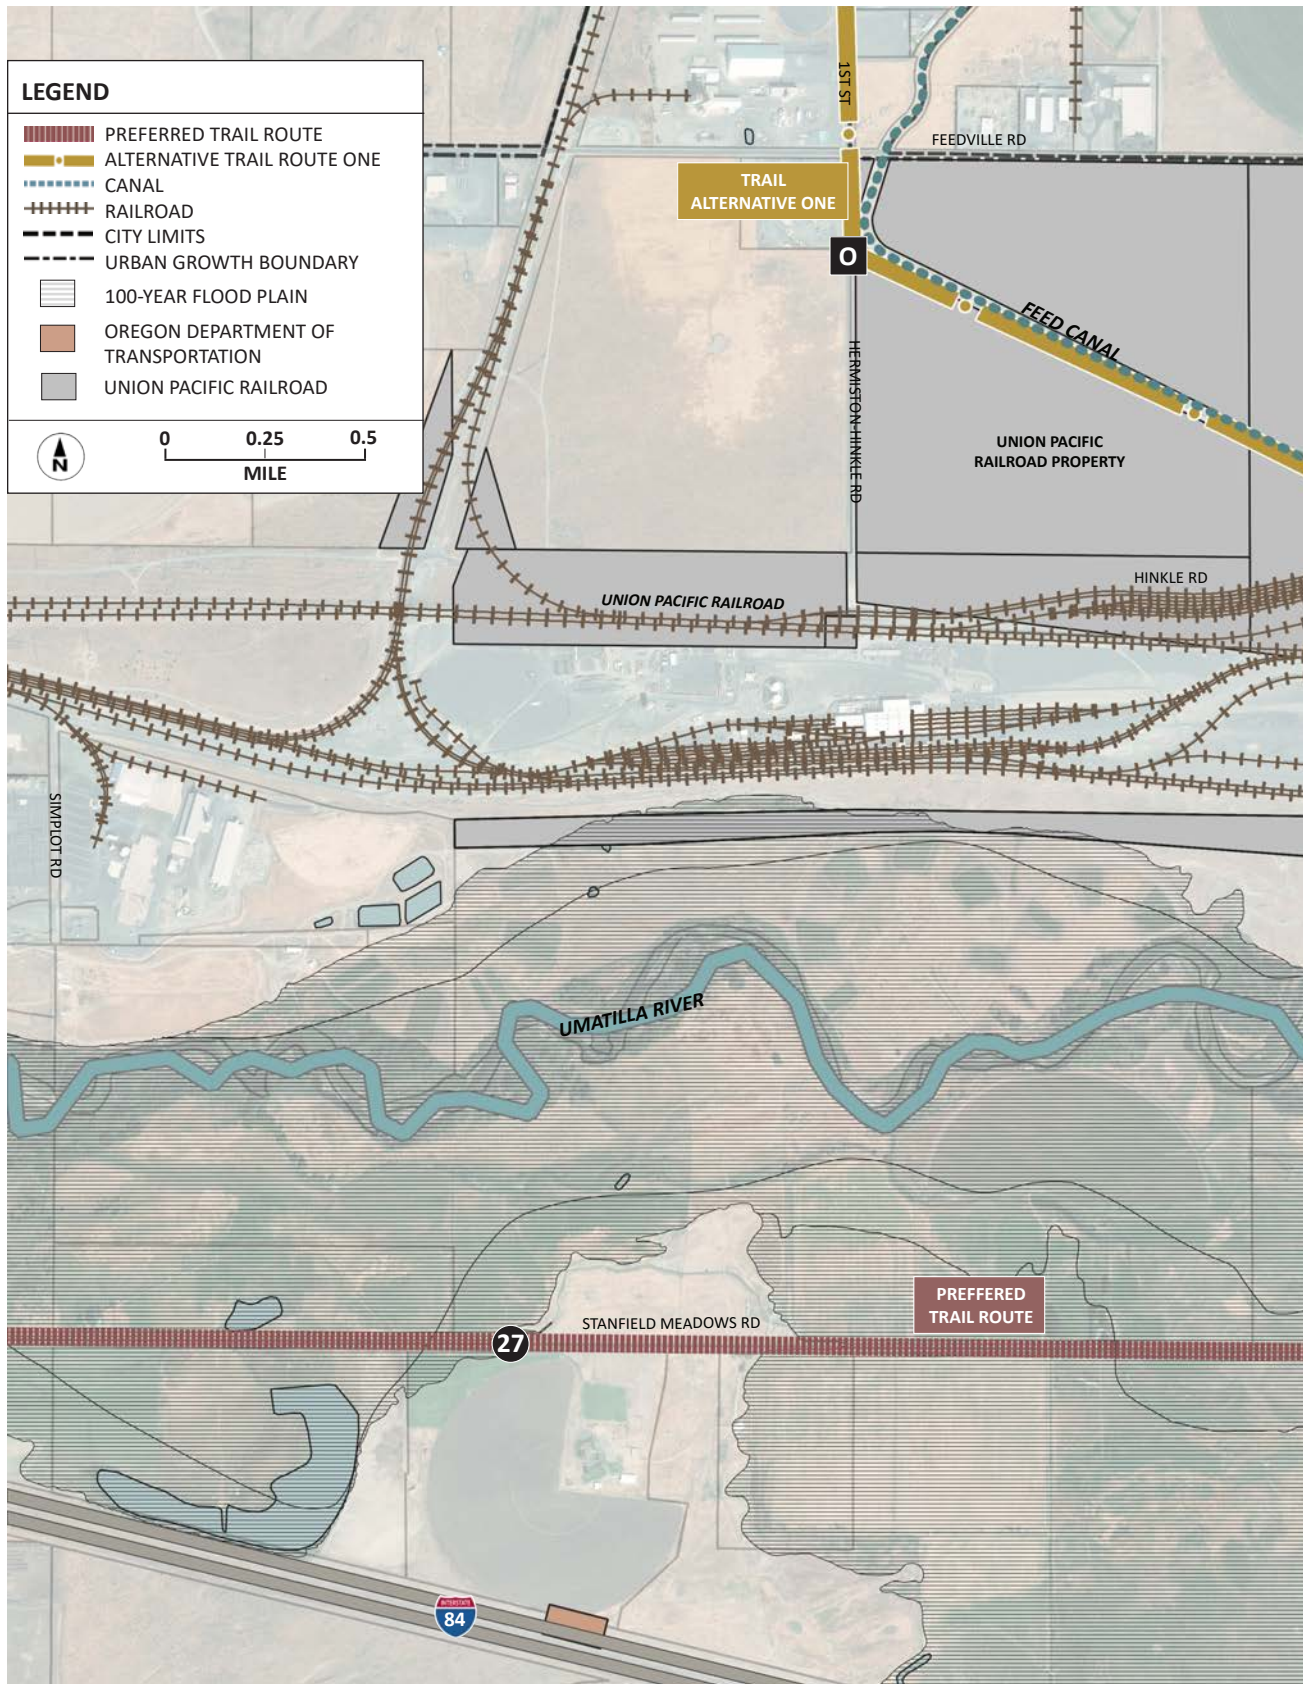 LEGEND
PREFERRED TRAIL ROUTE
ALTERNATIVE TRAIL ROUTE ONE
CANAL
RAILROAD
CITY LIMITS
URBAN GROWTH BOUNDARY
100-YEAR FLOOD PLAIN
OREGON DEPARTMENT OF
TRANSPORTATION
UNION PACIFIC RAILROAD
N
0 0.25 0.5
MILE
1ST ST
FEEDVILLE RD
TRAIL
ALTERNATIVE ONE
O
FEED CANAL
HERMISTON-HINKLE RD
UNION PACIFIC
RAILROAD PROPERTY
HINKLE RD
UNION PACIFIC RAILROAD
SIMPLOT RD
UMATILLA RIVER
PREFFERED
TRAIL ROUTE
STANFIELD MEADOWS RD
27
INTERSTATE
84